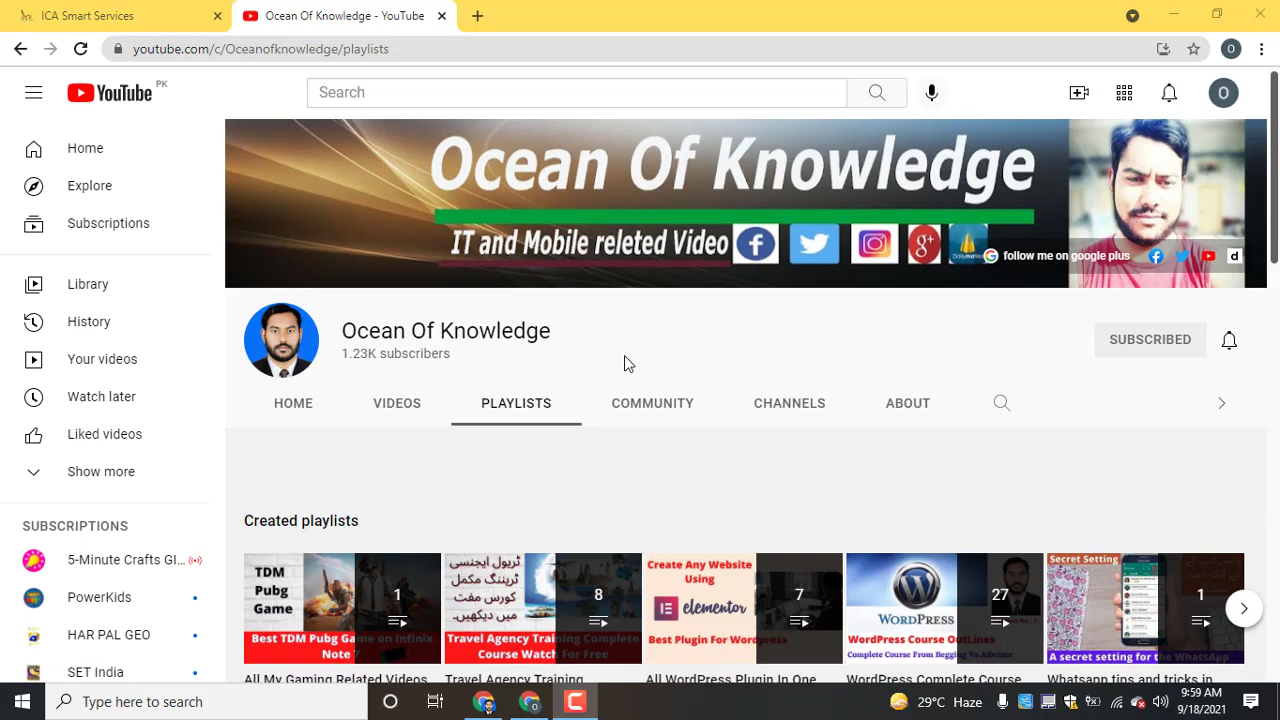 ICA Smart Services
Ocean Of Knowledge - YouTube
youtube.com/c/Oceanofknowledge/playlists
O
YouTube PK
Search
O
Home
Explore
Subscriptions
Library
History
Your videos
Watch later
Liked videos
Show more
SUBSCRIPTIONS
5-Minute Crafts GI...
PowerKids
HAR PAL GEO
SET India
Ocean Of Knowledge
IT and Mobile releted Video
follow me on google plus
Ocean Of Knowledge
1.23K subscribers
SUBSCRIBED
HOME
VIDEOS
PLAYLISTS
COMMUNITY
CHANNELS
ABOUT
Created playlists
TDM
Pubg
Game
1
Best TDM Pubg Game on Infinix
Note 7
All My Gaming Related Videos
ٹریول ایجنسی
ٹریننگ مکمل
کورس مفت
میں دیکھیں.
8
Travel Agency Training Complete
Course Watch For Free
Travel Agency Training
Create Any Website
Using
elementor
7
Best Plugin For Wordpress
All WordPress Plugin In One
WORDPRESS
27
WordPress Course OutLines
Complete Course From Begging To Advance
WordPress Complete Course
Secret Setting
1
A secret setting for the WhatsApp
Whatsapp tips and tricks in
Type here to search
29°C Haze
9:59 AM
9/18/2021